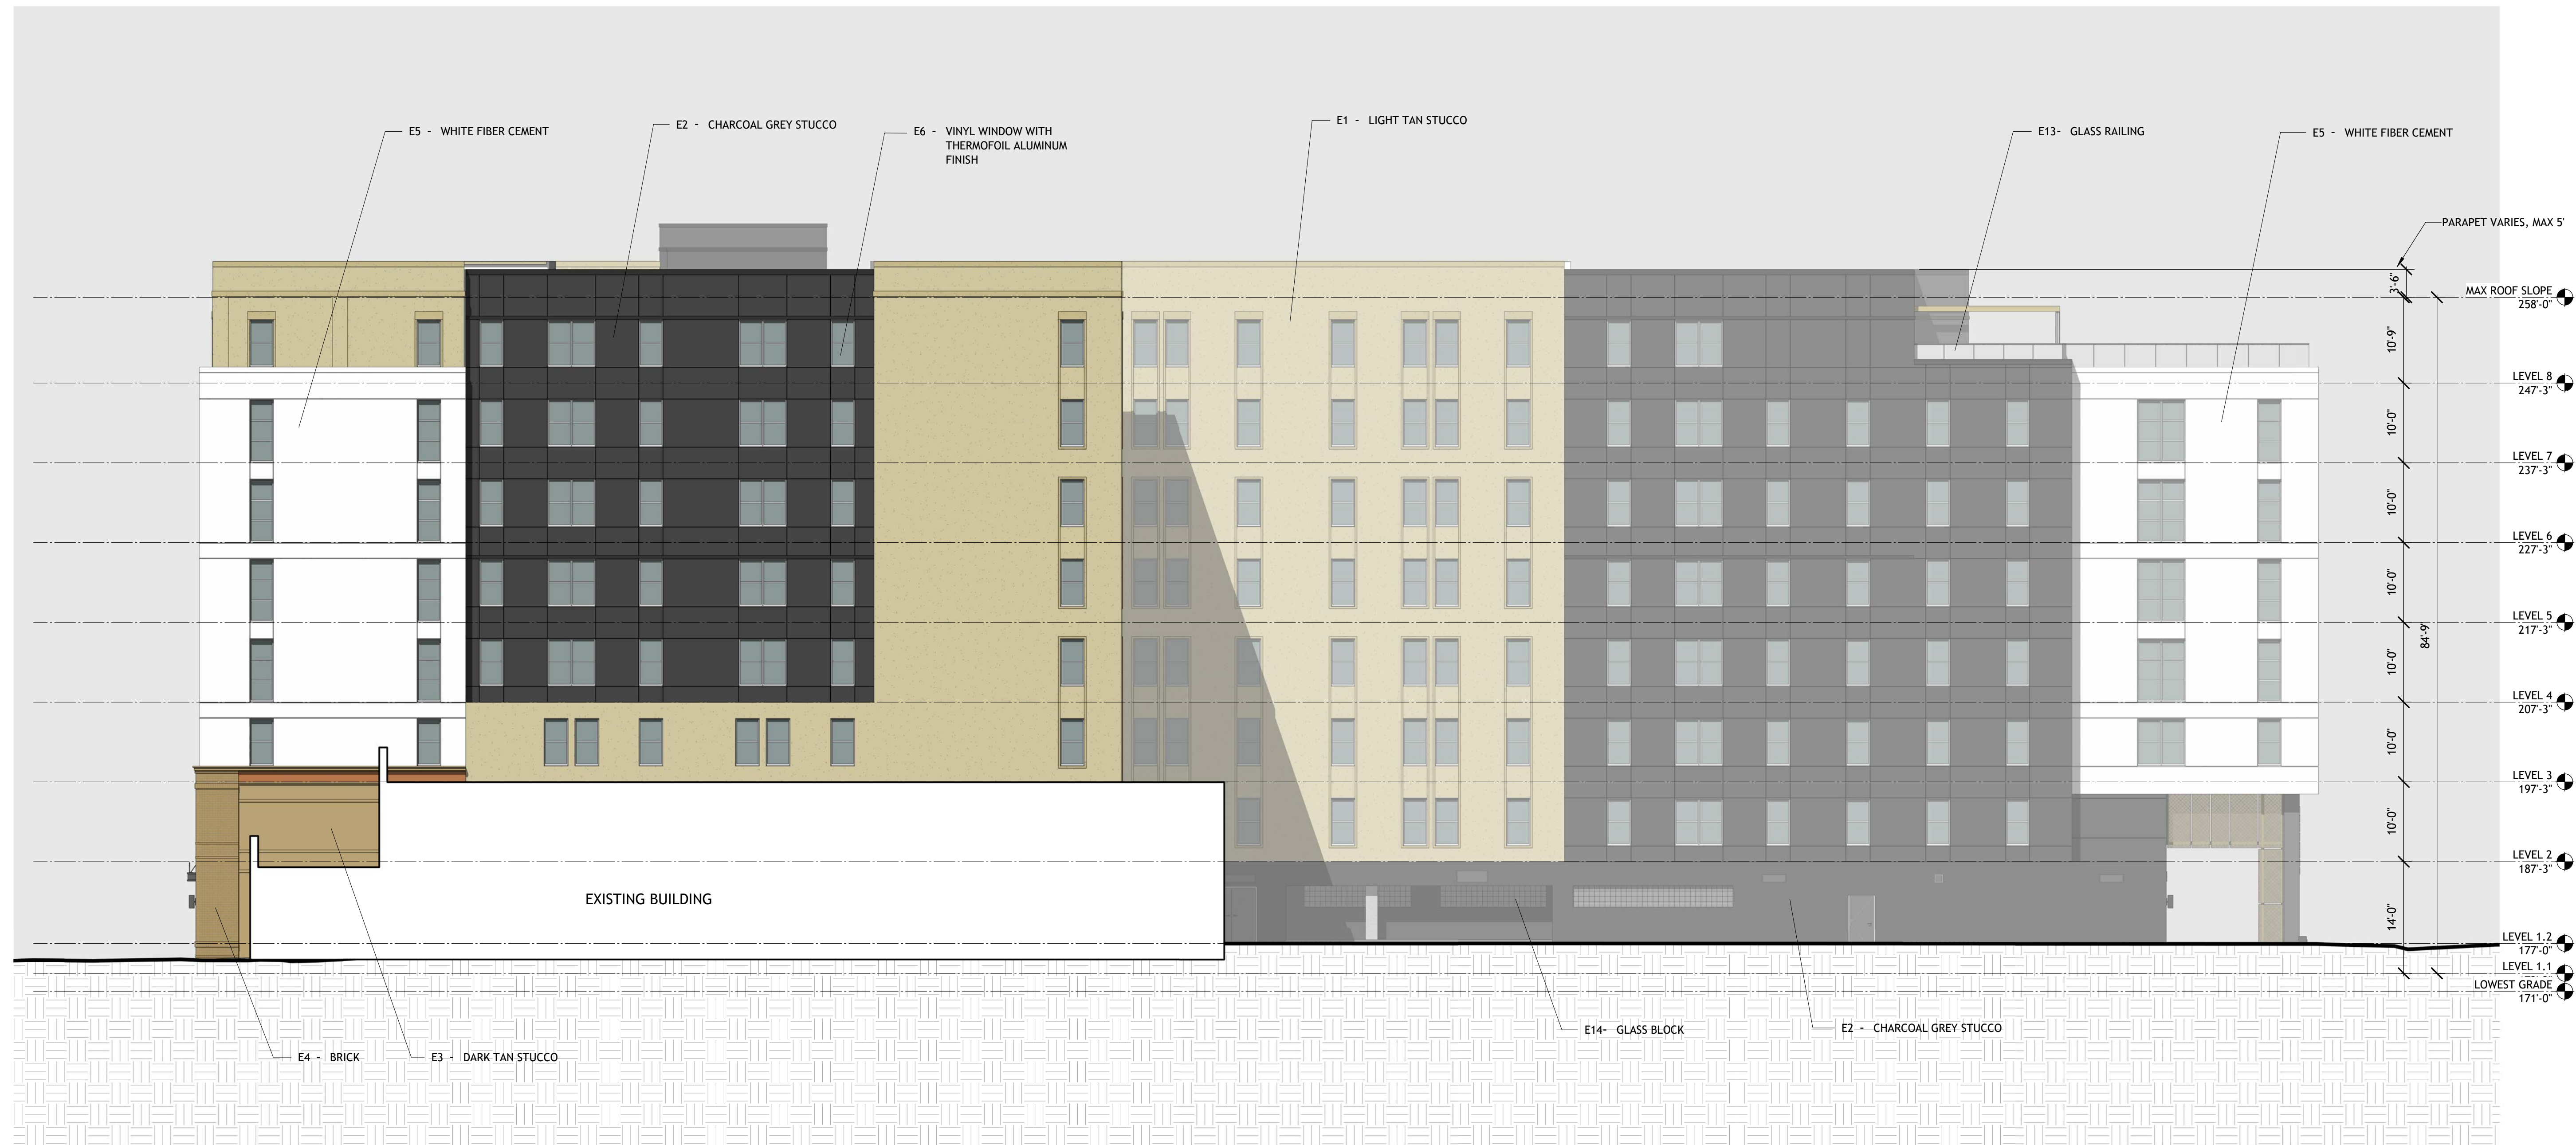 E5 - WHITE FIBER CEMENT
E2 - CHARCOAL GREY STUCCO
E6 - VINYL WINDOW WITH
THERMOFOIL ALUMINUM
FINISH
E1 - LIGHT TAN STUCCO
E13- GLASS RAILING
E5 - WHITE FIBER CEMENT
PARAPET VARIES, MAX 5'
3'-6"
MAX ROOF SLOPE
258'-0"
10'-9"
LEVEL 8
247'-3"
10'-0"
LEVEL 7
237'-3"
10'-0"
LEVEL 6
227'-3"
10'-0"
LEVEL 5
217'-3"
84'-9"
10'-0"
LEVEL 4
207'-3"
10'-0"
LEVEL 3
197'-3"
10'-0"
LEVEL 2
187'-3"
EXISTING BUILDING
14'-0"
LEVEL 1.2
177'-0"
LEVEL 1.1
LOWEST GRADE
171'-0"
E14- GLASS BLOCK
E2 - CHARCOAL GREY STUCCO
E4 - BRICK
E3 - DARK TAN STUCCO